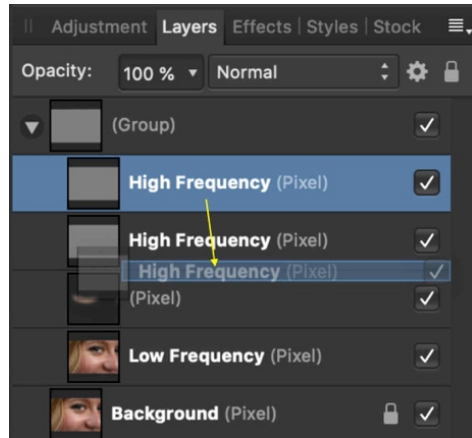 Adjustment Layers Effects | Styles | Stock
Opacity: 100 % Normal
(Group)
High Frequency (Pixel)
High Frequency (Pixel)
High Frequency (Pixel)
(Pixel)
Low Frequency (Pixel)
Background (Pixel)